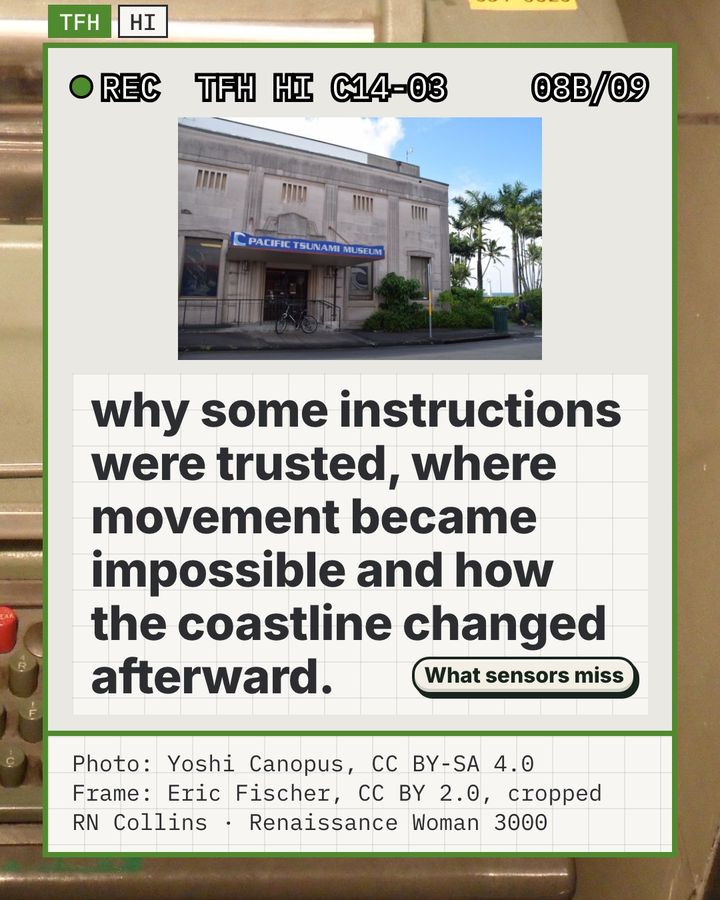 TFH HI
REC TFH HI C14-03 08B/09
PACIFIC TSUNAMI MUSEUM
why some instructions
were trusted, where
movement became
impossible and how
the coastline changed
afterward.
What sensors miss
Photo: Yoshi Canopus, CC BY-SA 4.0
Frame: Eric Fischer, CC BY 2.0, cropped
RN Collins · Renaissance Woman 3000
R
F
C